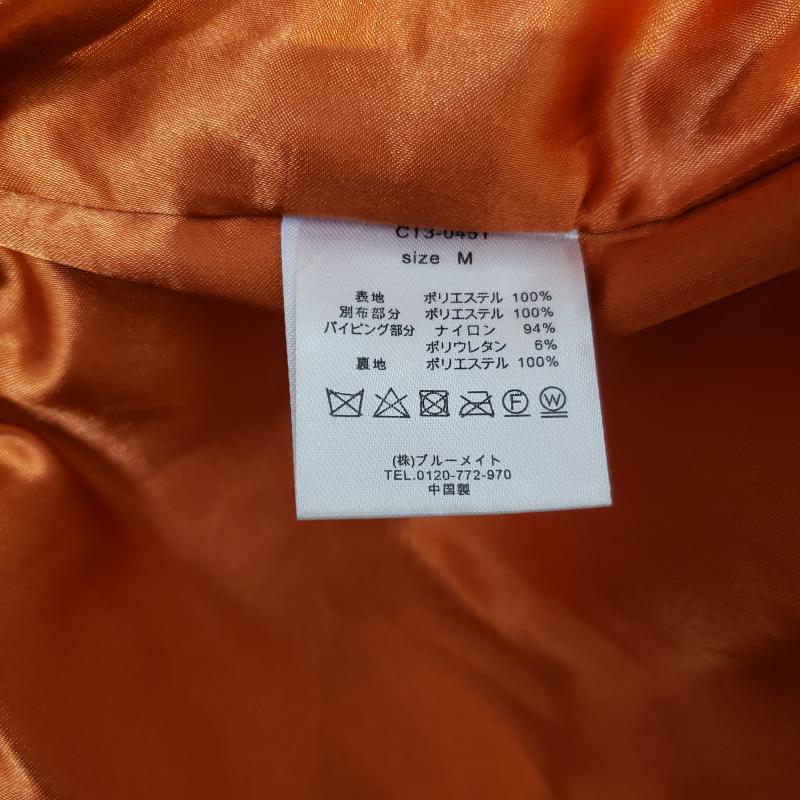 C13-0451
size M
表地 ポリエステル 100%
別布部分 ポリエステル 100%
パイピング部分 ナイロン 94%
ポリウレタン 6%
裏地 ポリエステル 100%
F W
(株)ブルーメイト
TEL.0120-772-970
中国製